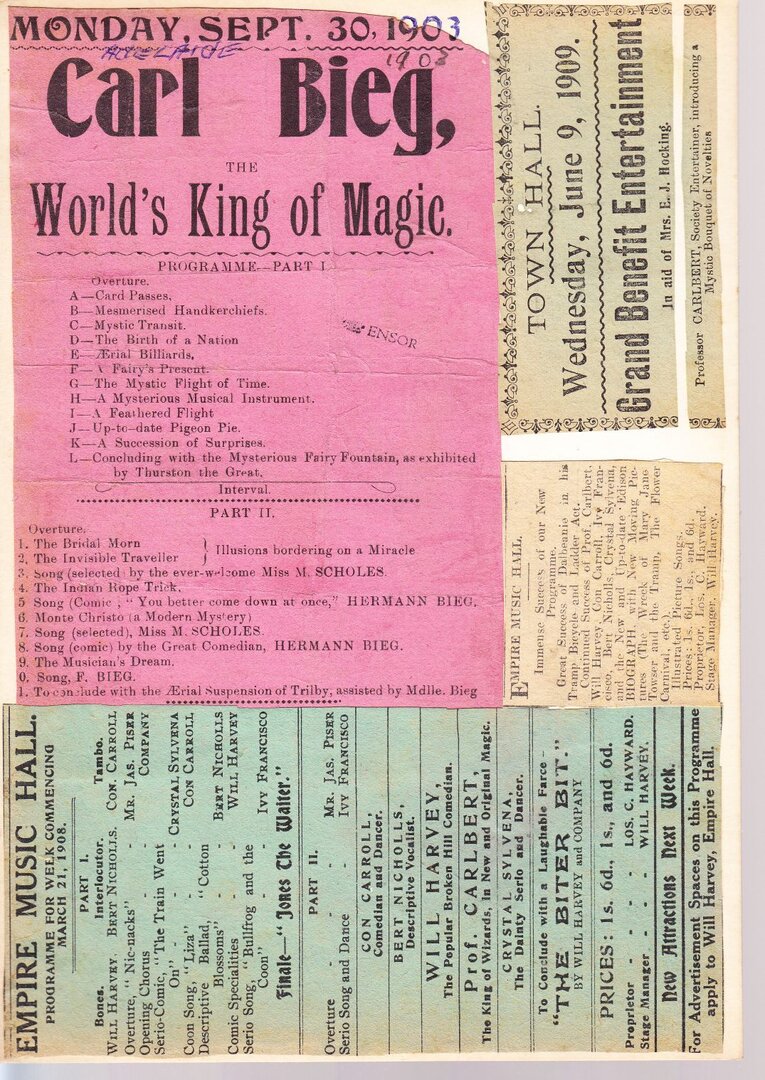 MONDAY, SEPT. 30, 1903
ADELAIDE
1903
Carl Bieg,
THE
World's King of Magic.
PROGRAMME—PART I
Overture.
A—Card Passes.
B—Mesmerised Handkerchiefs.
C—Mystic Transit.
D—The Birth of a Nation
E—Ærial Billiards.
F—A Fairy's Present.
G—The Mystic Flight of Time.
H—A Mysterious Musical Instrument.
I—A Feathered Flight
J—Up-to-date Pigeon Pie.
K—A Succession of Surprises.
L—Concluding with the Mysterious Fairy Fountain, as exhibited
by Thurston the Great.
Interval.
ENSOR
PART II.
Overture.
1. The Bridal Morn
2. The Invisible Traveller
Illusions bordering on a Miracle
3. Song (selected) by the ever-welcome Miss M. SCHOLES.
4. The Indian Rope Trick.
5 Song (Comic; "You better come down at once," HERMANN BIEG.
6. Monte Christo (a Modern Mystery)
7. Song (selected), Miss M. SCHOLES.
8. Song (comic) by the Great Comedian, HERMANN BIEG.
9. The Musician's Dream.
0. Song, F. BIEG.
1. To conclude with the Ærial Suspension of Trilby, assisted by Mdlle. Bieg
TOWN HALL.
Wednesday, June 9, 1909.
Grand Benefit Entertainment
In aid of Mrs. E. J. Hocking.
Professor CARLBERT, Society Entertainer, introducing a
Mystic Bouquet of Novelties
EMPIRE MUSIC HALL.
Immense Success of our New
Programme.
Great Success of Dalbeanie in his
Tramp Bicycle and Ladder Act.
Continued Success of Prof. Carlbert,
Will Harvey, Con Carroll, Ivy Fran-
cisco, Bert Nicholls, Crystal Sylvena,
and the New and Up-to-date Edison
BIOGRAPH with New Moving Pic-
tures (The Wreck of Mary Jane
Towser and the Tramp, The Flower
Carnival, etc.)
Illustrated Picture Songs.
Prices: 1s. 6d., 1s., and 6d.
Proprietor, Los. C. Hayward.
Stage Manager, Will Harvey.
EMPIRE MUSIC HALL.
PROGRAMME FOR WEEK COMMENCING
MARCH 21, 1908.
PART I.
Bones. Interlocutor. Tambo.
WILL HARVEY. BERT NICHOLLS. CON. CARROLL
Overture, "Nic-nacks" - MR. JAS. PISER
Opening Chorus - - COMPANY
Serio-Comic, "The Train Went
On" - - CRYSTAL SYLVENA
Coon Song, "Liza" - - CON CARROLL
Descriptive Ballad, "Cotton
Blossoms" - - BERT NICHOLLS
Comic Specialities - - WILL HARVEY
Serio Song, "Bullfrog and the
Coon" - - IVY FRANCISCO
Finale—"Jones The Waiter."
PART II.
Overture - - MR. JAS. PISER
Serio Song and Dance - IVY FRANCISCO
CON CARROLL,
Comedian and Dancer.
BERT NICHOLLS,
Descriptive Vocalist.
WILL HARVEY,
The Popular Broken Hill Comedian.
Prof. CARLBERT,
The King of Wizards, in New and Original Magic.
CRYSTAL SYLVENA,
The Dainty Serio and Dancer.
To Conclude with a Laughable Farce -
"THE BITER BIT."
BY WILL HARVEY and COMPANY
PRICES: 1s. 6d., 1s., and 6d.
Proprietor - - - - LOS. C. HAYWARD.
Stage Manager - - - - WILL HARVEY.
New Attractions Next Week.
For Advertisement Spaces on this Programme
apply to Will Harvey, Empire Hall.